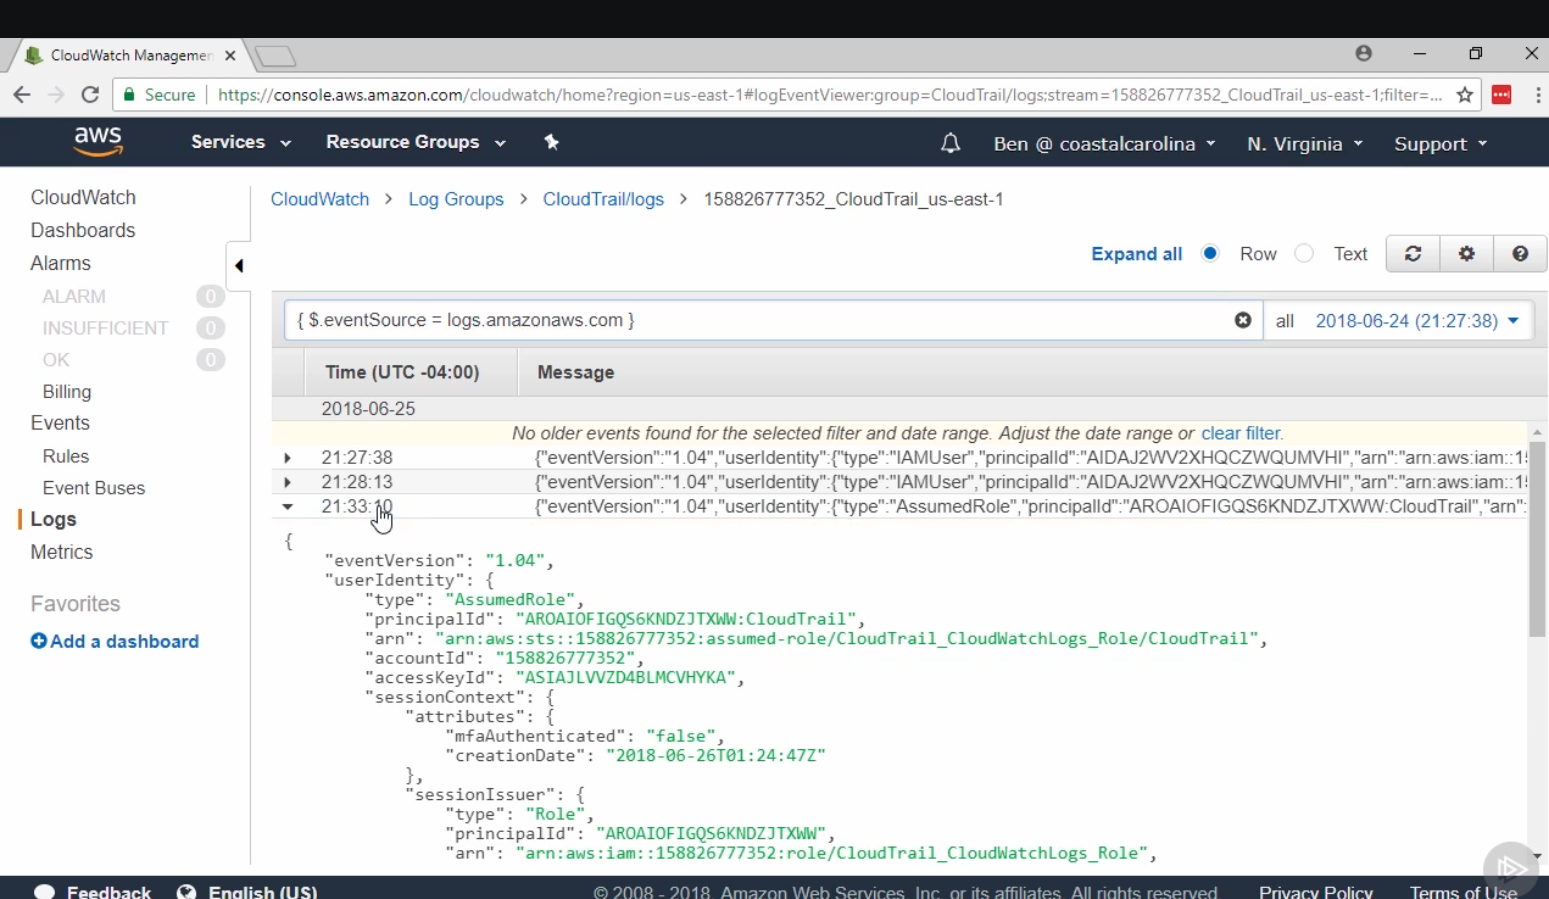 CloudWatch Managemen
Secure | https://console.aws.amazon.com/cloudwatch/home?region=us-east-1#logEventViewer:group=CloudTrail/logs;stream=158826777352_CloudTrail_us-east-1;filter=...
aws Services Resource Groups Ben @ coastalcarolina N. Virginia Support
CloudWatch
Dashboards
Alarms
ALARM 0
INSUFFICIENT 0
OK 0
Billing
Events
Rules
Event Buses
Logs
Metrics
Favorites
Add a dashboard
CloudWatch > Log Groups > CloudTrail/logs > 158826777352_CloudTrail_us-east-1
Expand all Row Text
{ $.eventSource = logs.amazonaws.com } all 2018-06-24 (21:27:38)
Time (UTC -04:00) Message
2018-06-25
No older events found for the selected filter and date range. Adjust the date range or clear filter.
21:27:38 {"eventVersion":"1.04","userIdentity":{"type":"IAMUser","principalId":"AIDAJ2WV2XHQCZWQUMVHI","arn":"arn:aws:iam::15
21:28:13 {"eventVersion":"1.04","userIdentity":{"type":"IAMUser","principalId":"AIDAJ2WV2XHQCZWQUMVHI","arn":"arn:aws:iam::15
21:33:10 {"eventVersion":"1.04","userIdentity":{"type":"AssumedRole","principalId":"AROAIOFIGQS6KNDZJTXWW:CloudTrail","arn":
{
"eventVersion": "1.04",
"userIdentity": {
"type": "AssumedRole",
"principalId": "AROAIOFIGQS6KNDZJTXWW:CloudTrail",
"arn": "arn:aws:sts::158826777352:assumed-role/CloudTrail_CloudWatchLogs_Role/CloudTrail",
"accountId": "158826777352",
"accessKeyId": "ASIAJLVVZD4BLMCVHYKA",
"sessionContext": {
"attributes": {
"mfaAuthenticated": "false",
"creationDate": "2018-06-26T01:24:47Z"
},
"sessionIssuer": {
"type": "Role",
"principalId": "AROAIOFIGQS6KNDZJTXWW",
"arn": "arn:aws:iam::158826777352:role/CloudTrail_CloudWatchLogs_Role",
Feedback English (US) © 2008 - 2018, Amazon Web Services, Inc. or its affiliates. All rights reserved. Privacy Policy Terms of Use